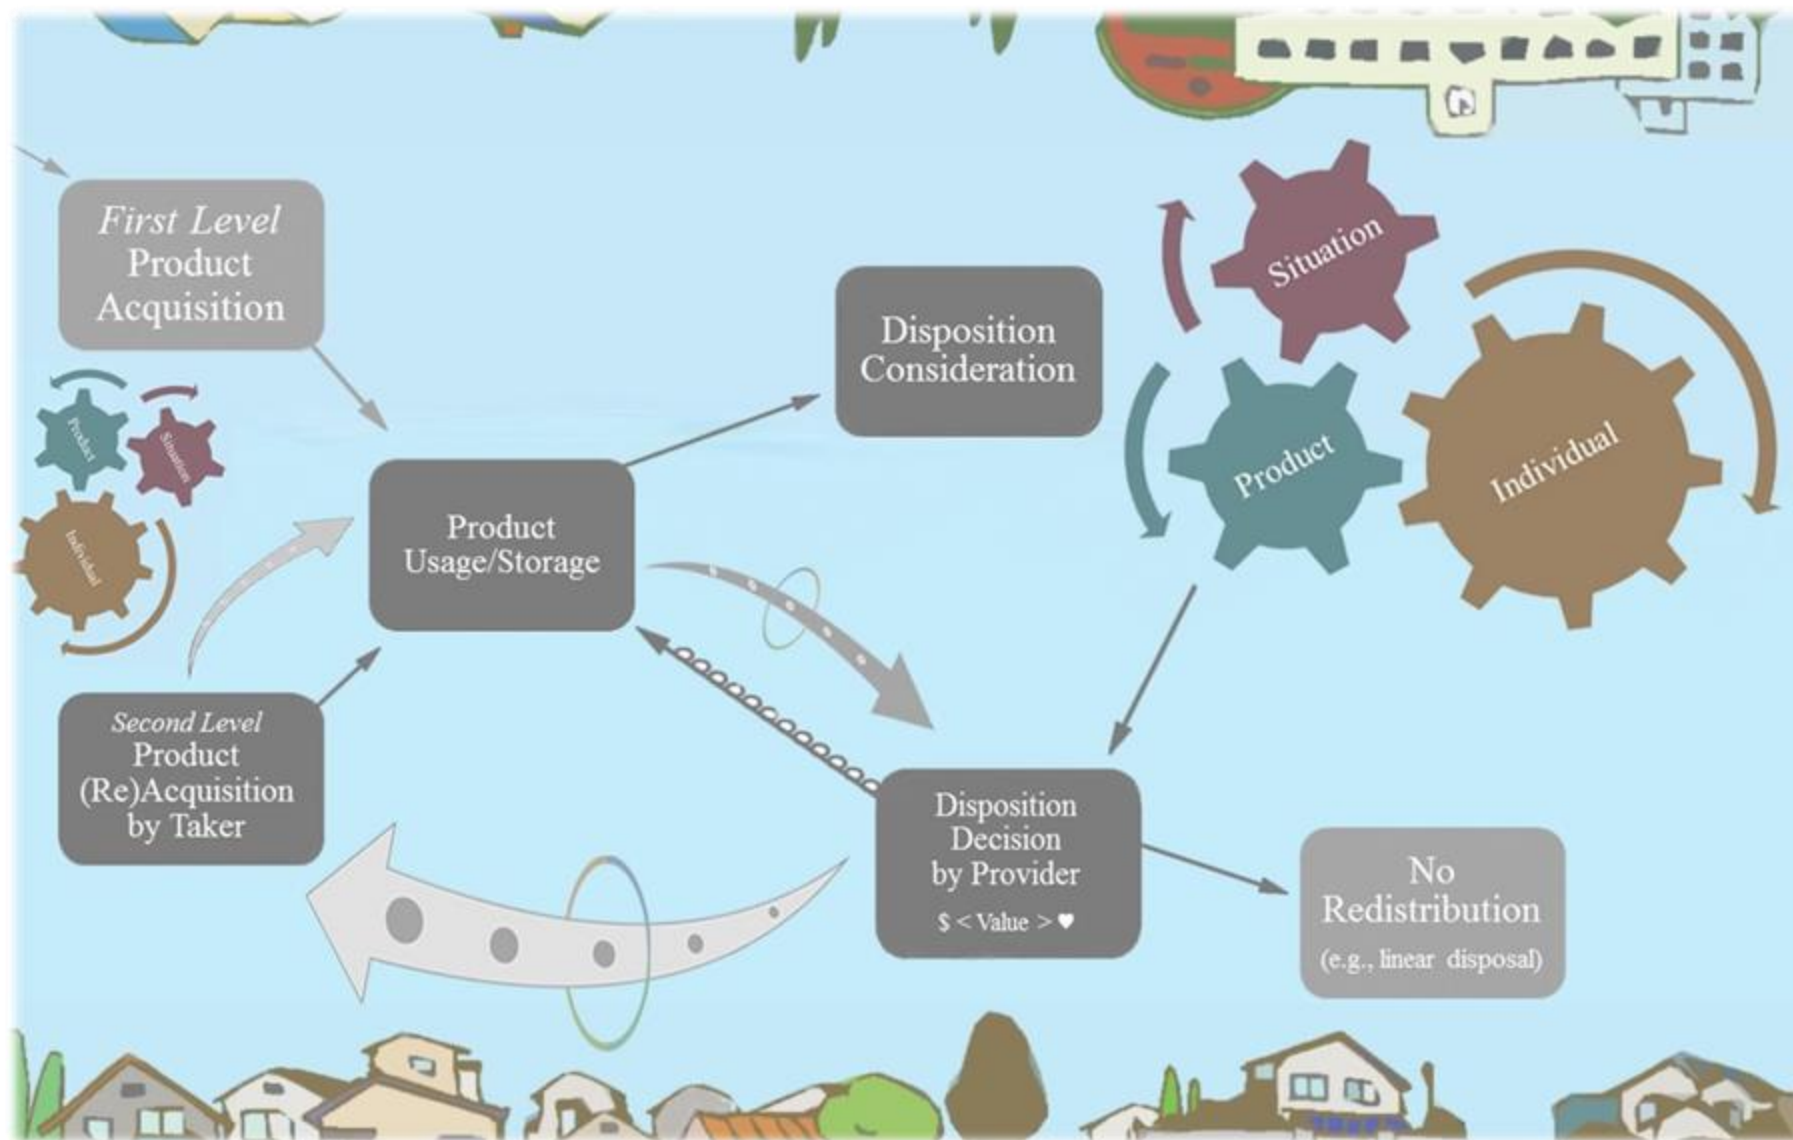 First Level
Product
Acquisition
Disposition
Consideration
Situation
Product
Individual
Product
Situation
Individual
Product
Usage/Storage
Second Level
Product
(Re)Acquisition
by Taker
Disposition
Decision
by Provider
$ < Value > ♥
No
Redistribution
(e.g., linear disposal)